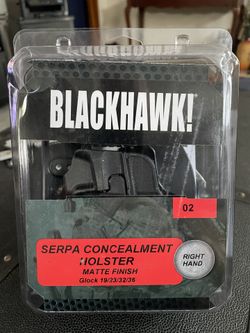 BLACKHAWK!
02
SERPA CONCEALMENT
HOLSTER
MATTE FINISH
Glock 19/23/32/36
RIGHT
HAND